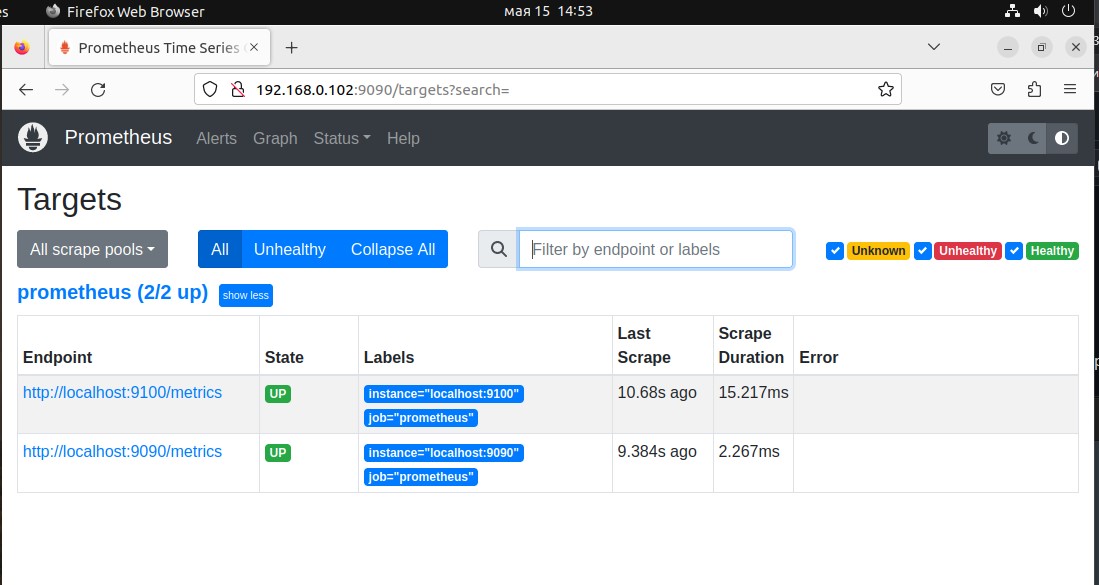 es Firefox Web Browser мая 15 14:53
Prometheus Time Series
192.168.0.102:9090/targets?search=
Prometheus Alerts Graph Status Help
Targets
All scrape pools All Unhealthy Collapse All Filter by endpoint or labels Unknown Unhealthy Healthy
prometheus (2/2 up) show less
Last Scrape
Endpoint State Labels Scrape Duration Error
http://localhost:9100/metrics UP instance="localhost:9100" 10.68s ago 15.217ms
job="prometheus"
http://localhost:9090/metrics UP instance="localhost:9090" 9.384s ago 2.267ms
job="prometheus"